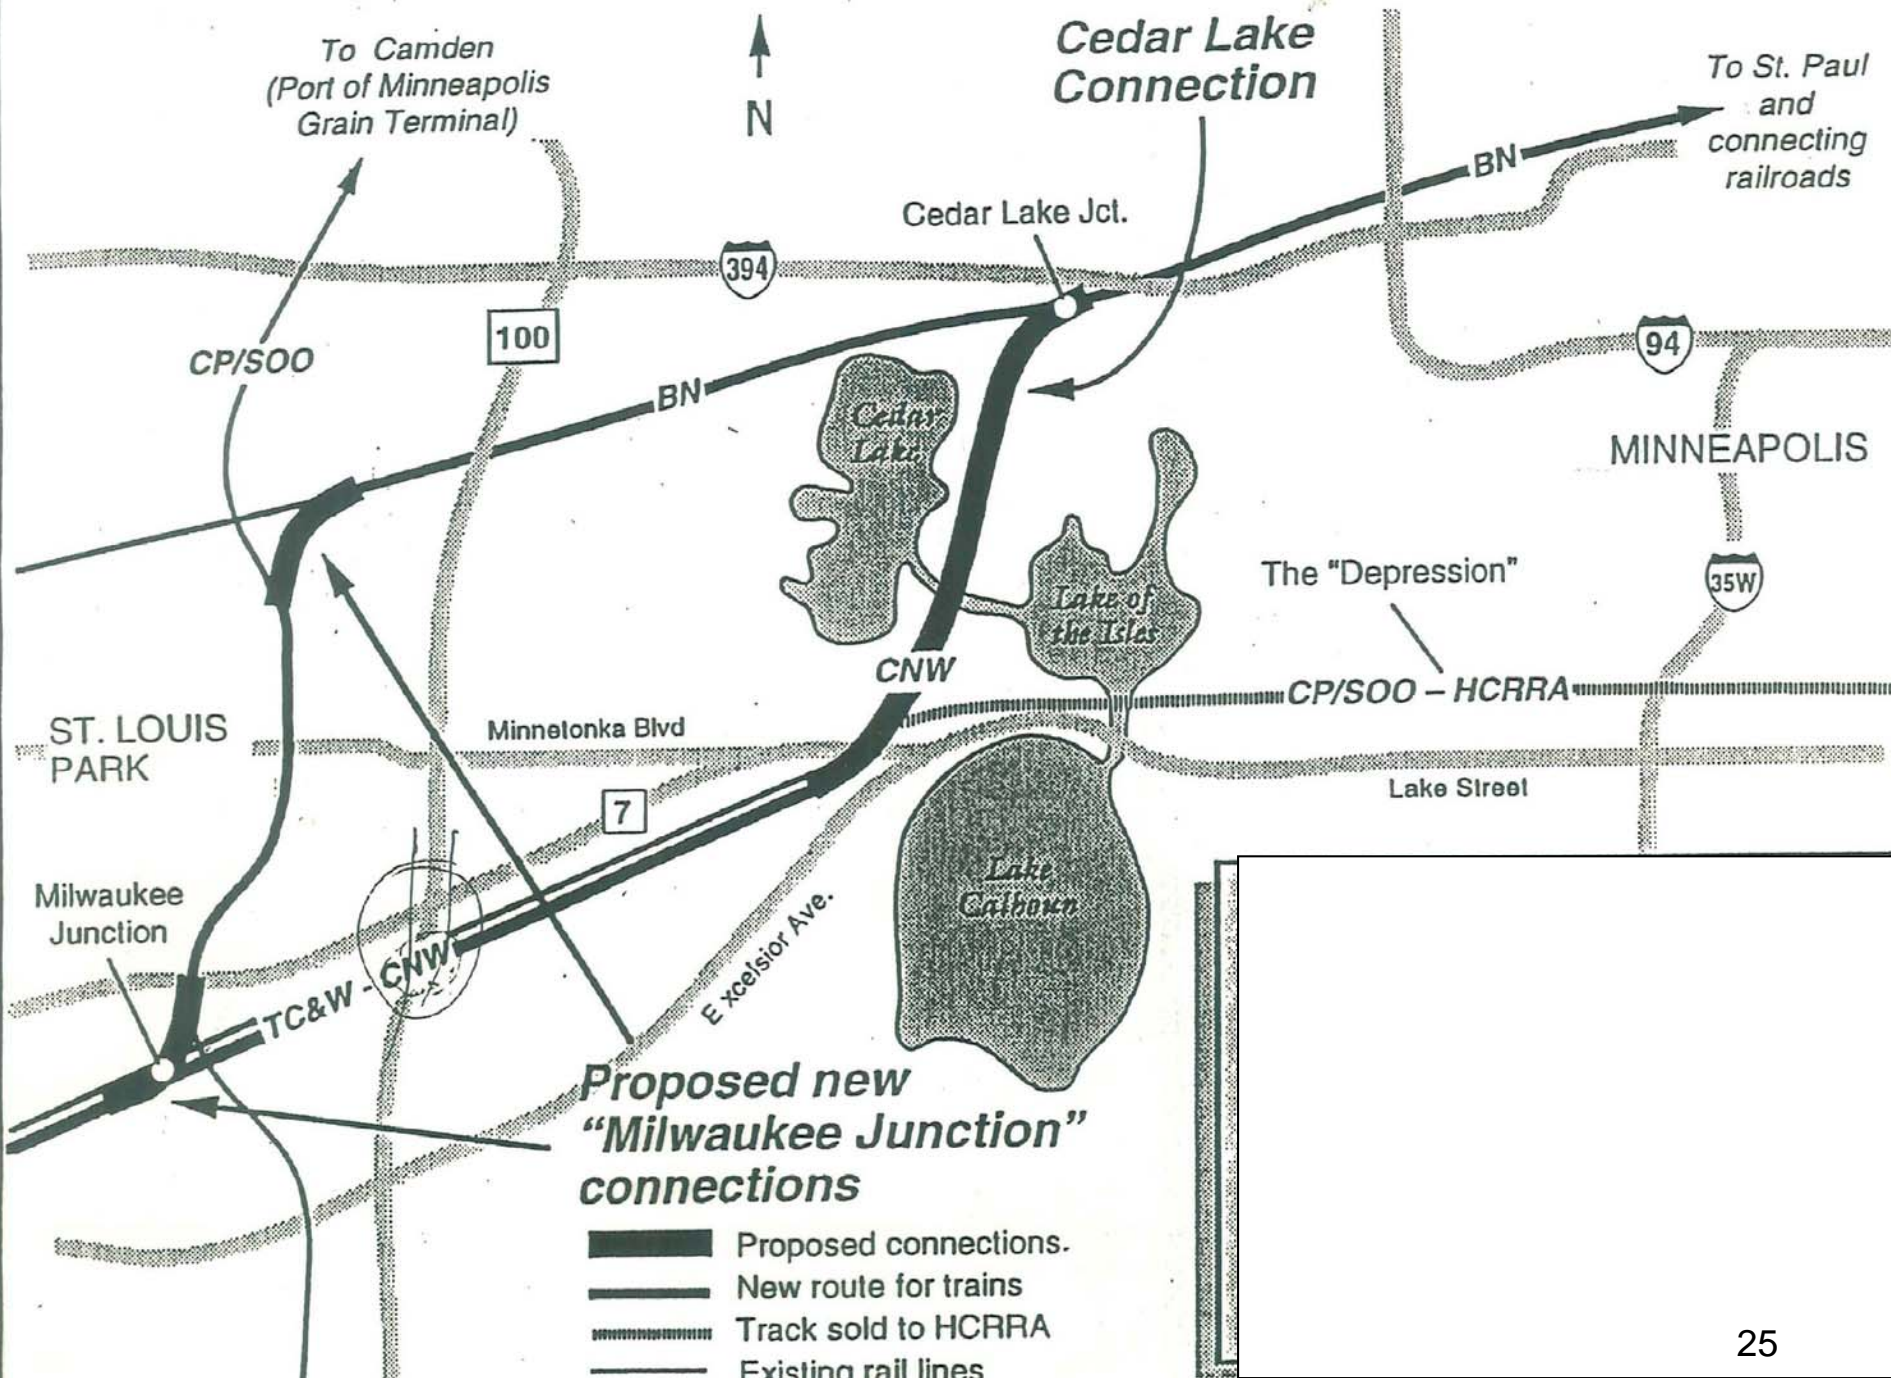 To Camden
(Port of Minneapolis
Grain Terminal)
N
Cedar Lake
Connection
To St. Paul
and
connecting
railroads
BN
Cedar Lake Jct.
394
100
CP/SOO
BN
94
Cedar
Lake
MINNEAPOLIS
The "Depression"
35W
Lake of
the Isles
CNW
CP/SOO – HCRRA
ST. LOUIS
PARK
Minnetonka Blvd
Lake Street
7
Lake
Calhoun
Milwaukee
Junction
E xcelsior Ave.
TC&W - CNW
Proposed new
“Milwaukee Junction”
connections
Proposed connections.
New route for trains
Track sold to HCRRA
Existing rail lines
25